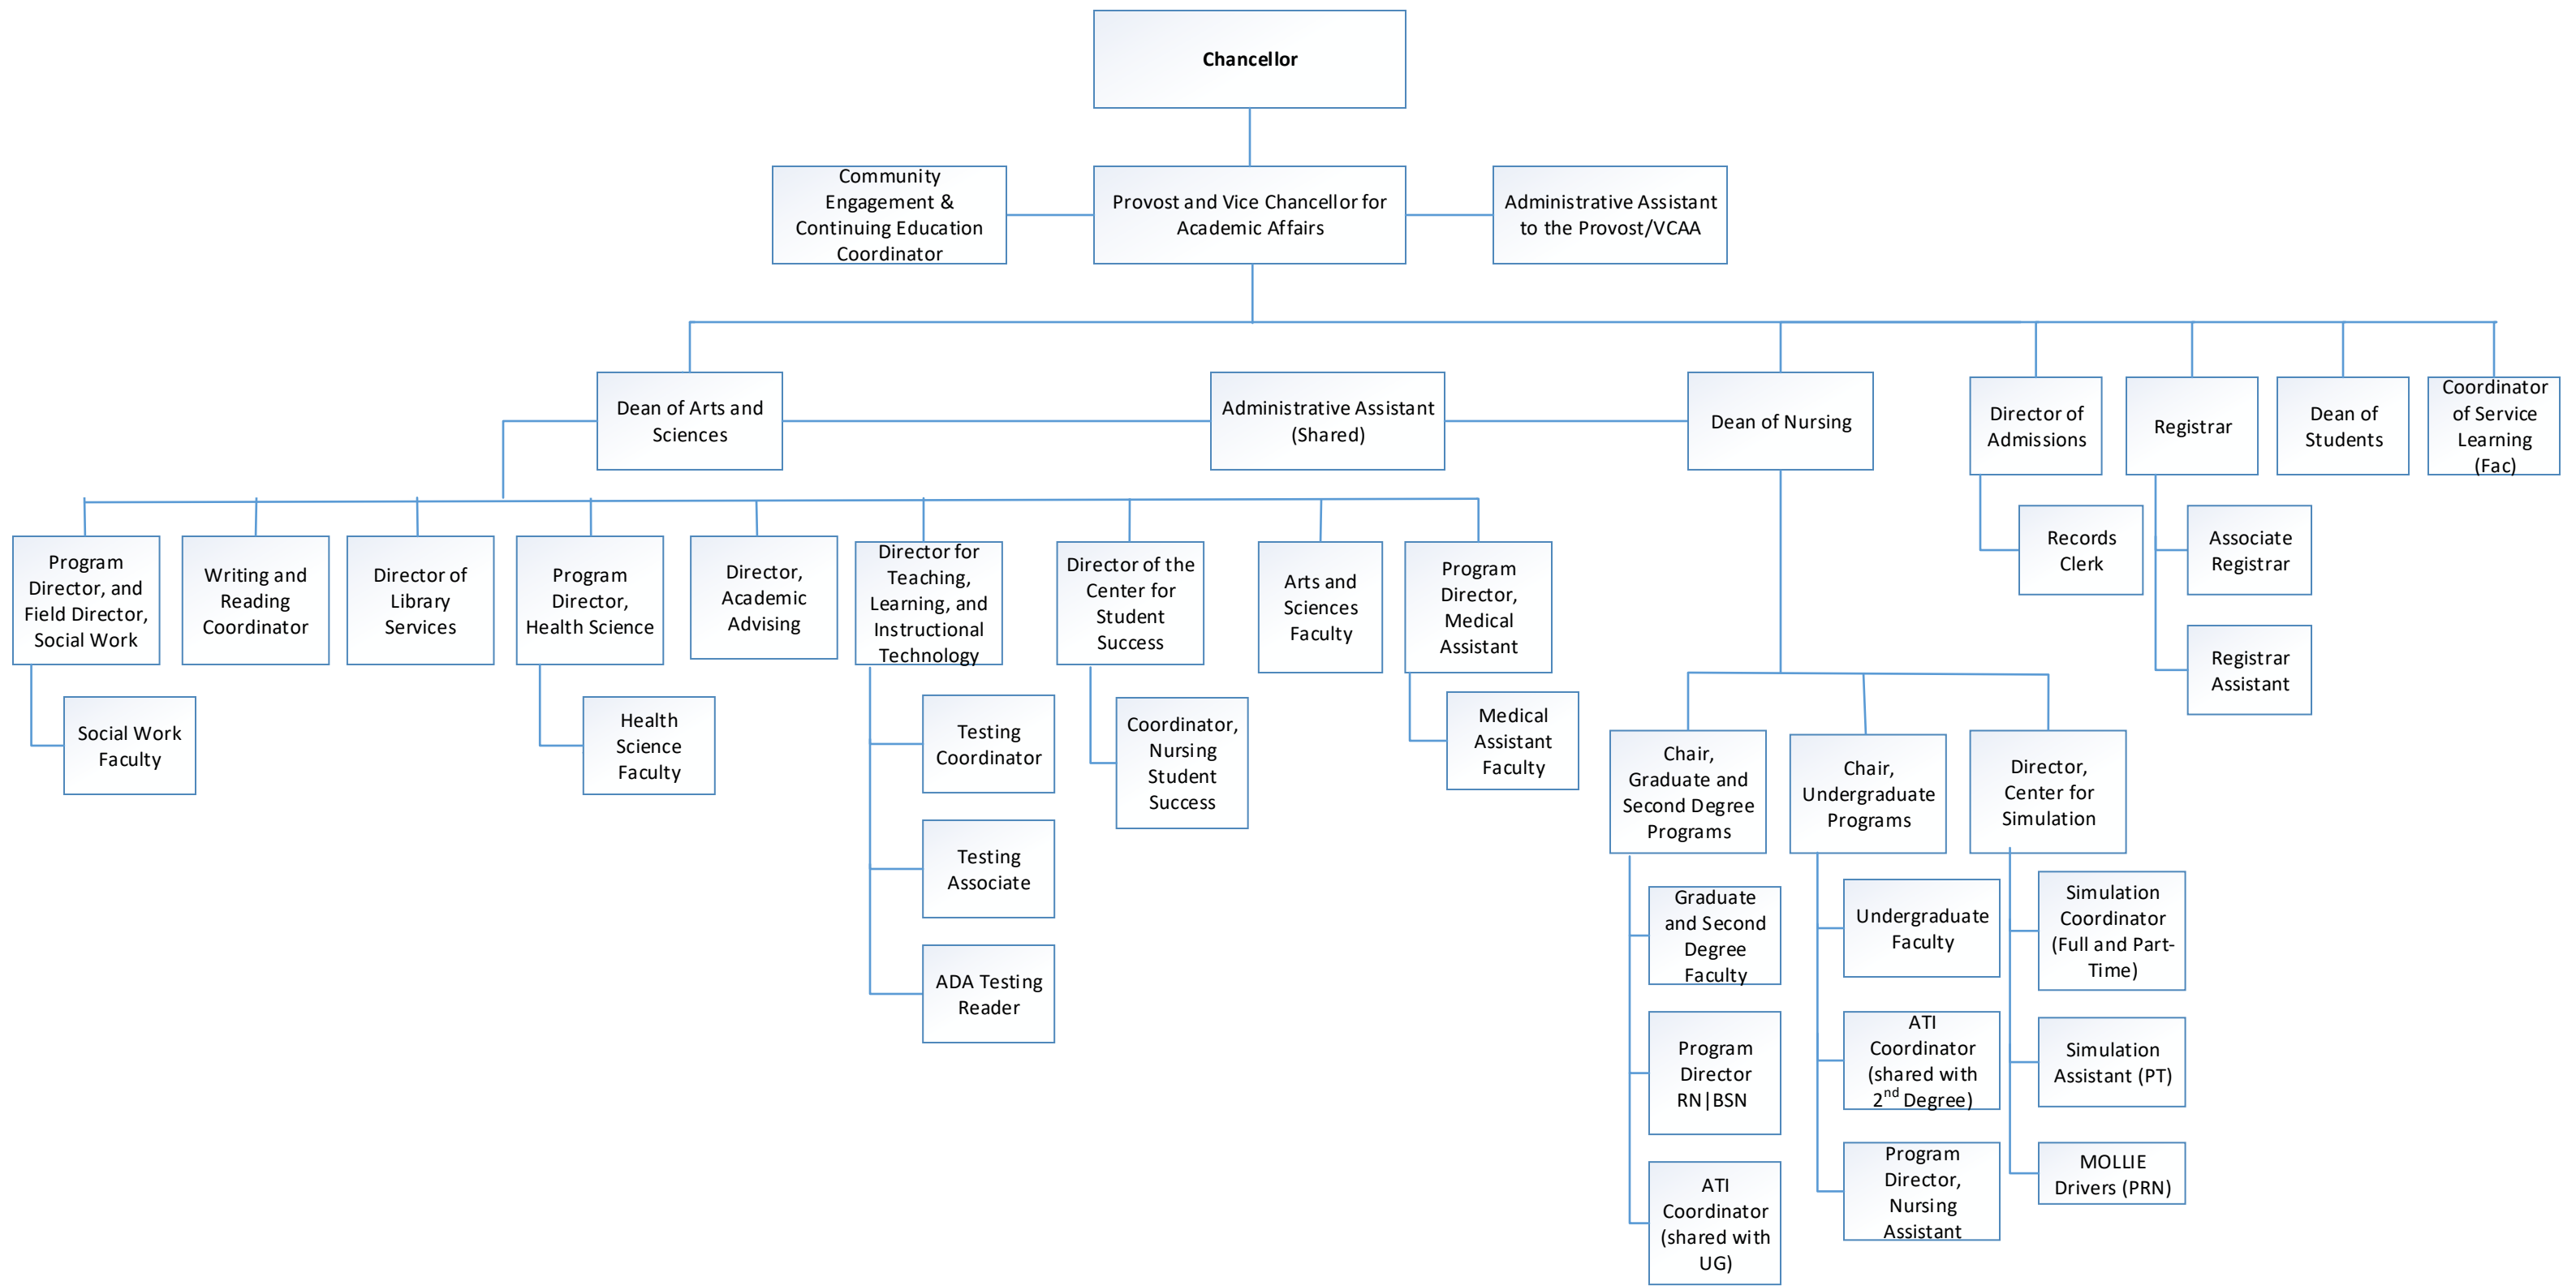 Chancellor
Community
Engagement &
Continuing Education
Coordinator
Provost and Vice Chancellor for
Academic Affairs
Administrative Assistant
to the Provost/VCAA
Dean of Arts and
Sciences
Administrative Assistant
(Shared)
Dean of Nursing
Director of
Admissions
Registrar
Dean of
Students
Coordinator
of Service
Learning
(Fac)
Records
Clerk
Associate
Registrar
Registrar
Assistant
Program
Director, and
Field Director,
Social Work
Writing and
Reading
Coordinator
Director of
Library
Services
Program
Director,
Health Science
Director,
Academic
Advising
Director for
Teaching,
Learning, and
Instructional
Technology
Director of the
Center for
Student
Success
Arts and
Sciences
Faculty
Program
Director,
Medical
Assistant
Social Work
Faculty
Health
Science
Faculty
Testing
Coordinator
Testing
Associate
ADA Testing
Reader
Coordinator,
Nursing
Student
Success
Medical
Assistant
Faculty
Chair,
Graduate and
Second Degree
Programs
Chair,
Undergraduate
Programs
Director,
Center for
Simulation
Graduate
and Second
Degree
Faculty
Program
Director
RN|BSN
ATI
Coordinator
(shared with
UG)
Undergraduate
Faculty
ATI
Coordinator
(shared with
2nd Degree)
Program
Director,
Nursing
Assistant
Simulation
Coordinator
(Full and Part-
Time)
Simulation
Assistant (PT)
MOLLIE
Drivers (PRN)